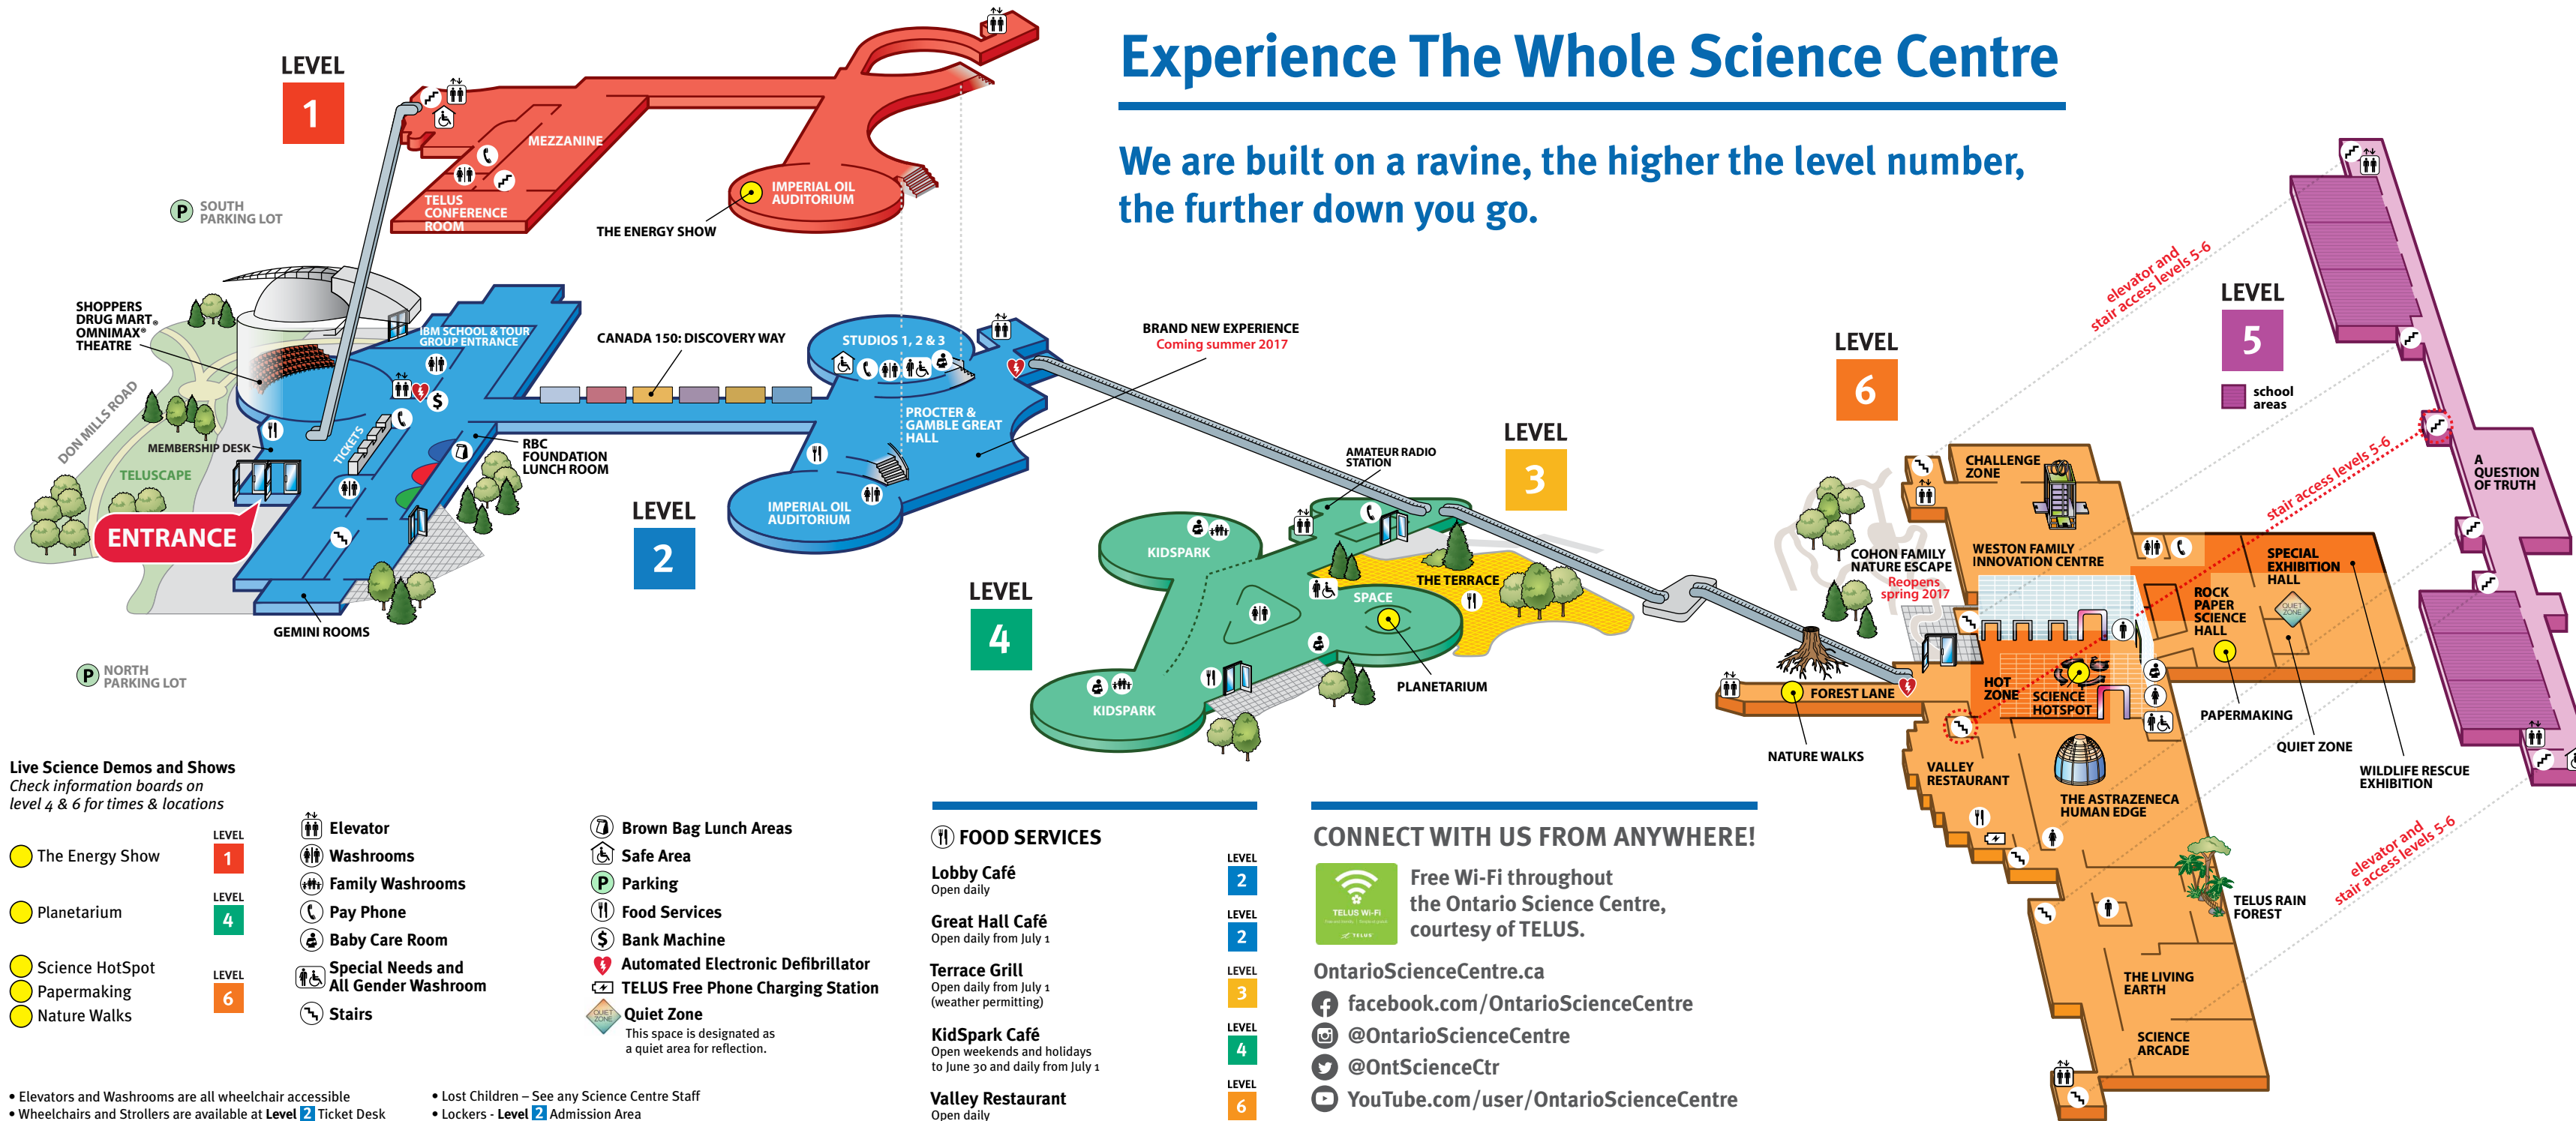 Experience The Whole Science Centre
We are built on a ravine, the higher the level number,
the further down you go.
LEVEL
1
MEZZANINE
TELUS
CONFERENCE
ROOM
IMPERIAL OIL
AUDITORIUM
THE ENERGY SHOW
P
SOUTH
PARKING LOT
SHOPPERS
DRUG MART®
OMNIMAX®
THEATRE
IBM SCHOOL & TOUR
GROUP ENTRANCE
CANADA 150: DISCOVERY WAY
STUDIOS 1, 2 & 3
BRAND NEW EXPERIENCE
Coming summer 2017
PROCTER &
GAMBLE GREAT
HALL
DON MILLS ROAD
MEMBERSHIP DESK
TICKETS
$
RBC
FOUNDATION
LUNCH ROOM
TELUSCAPE
ENTRANCE
LEVEL
2
IMPERIAL OIL
AUDITORIUM
GEMINI ROOMS
P
NORTH
PARKING LOT
AMATEUR RADIO
STATION
LEVEL
3
KIDSPARK
THE TERRACE
SPACE
LEVEL
4
PLANETARIUM
KIDSPARK
LEVEL
6
LEVEL
5
school
areas
elevator and
stair access levels 5-6
stair access levels 5-6
A
QUESTION
OF TRUTH
CHALLENGE
ZONE
WESTON FAMILY
INNOVATION CENTRE
COHON FAMILY
NATURE ESCAPE
Reopens
spring 2017
SPECIAL
EXHIBITION
HALL
ROCK
PAPER
SCIENCE
HALL
QUIET
ZONE
HOT
ZONE
SCIENCE
HOTSPOT
FOREST LANE
NATURE WALKS
PAPERMAKING
QUIET ZONE
WILDLIFE RESCUE
EXHIBITION
VALLEY
RESTAURANT
THE ASTRAZENECA
HUMAN EDGE
TELUS RAIN
FOREST
elevator and
stair access levels 5-6
THE LIVING
EARTH
SCIENCE
ARCADE
Live Science Demos and Shows
Check information boards on
level 4 & 6 for times & locations
The Energy Show
LEVEL
1
Planetarium
LEVEL
4
Science HotSpot
Papermaking
Nature Walks
LEVEL
6
Elevator
Washrooms
Family Washrooms
Pay Phone
Baby Care Room
Special Needs and
All Gender Washroom
Stairs
Brown Bag Lunch Areas
Safe Area
P Parking
Food Services
$ Bank Machine
Automated Electronic Defibrillator
TELUS Free Phone Charging Station
QUIET
ZONE
Quiet Zone
This space is designated as
a quiet area for reflection.
• Elevators and Washrooms are all wheelchair accessible
• Wheelchairs and Strollers are available at Level 2 Ticket Desk
• Lost Children – See any Science Centre Staff
• Lockers - Level 2 Admission Area
FOOD SERVICES
Lobby Café
Open daily
LEVEL
2
Great Hall Café
Open daily from July 1
LEVEL
2
Terrace Grill
Open daily from July 1
(weather permitting)
LEVEL
3
KidSpark Café
Open weekends and holidays
to June 30 and daily from July 1
LEVEL
4
Valley Restaurant
Open daily
LEVEL
6
CONNECT WITH US FROM ANYWHERE!
TELUS Wi-Fi
TELUS
Free Wi-Fi throughout
the Ontario Science Centre,
courtesy of TELUS.
OntarioScienceCentre.ca
facebook.com/OntarioScienceCentre
@OntarioScienceCentre
@OntScienceCtr
YouTube.com/user/OntarioScienceCentre